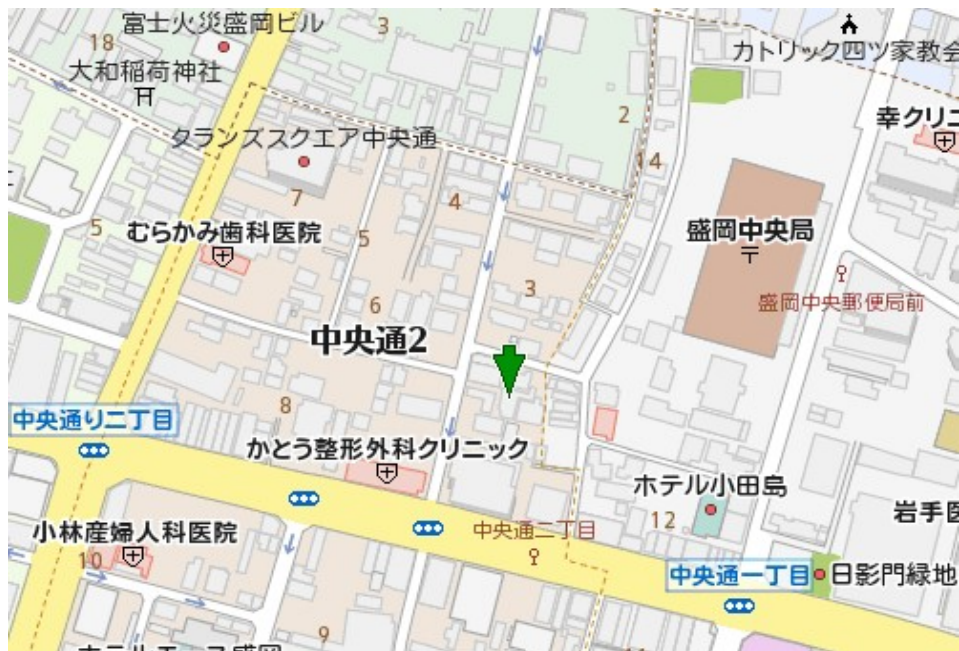 富士火災盛岡ビル
3
18
カトリック四ツ家教会
大和稲荷神社
2
幸クリニ
タランズスクエア中央通
14
7
4
5
むらかみ歯科医院
5
盛岡中央局
〒
3
盛岡中央郵便局前
6
中央通2
8
中央通り二丁目
かとう整形外科クリニック
ホテル小田島
12
岩手医
小林産婦人科医院
中央通二丁目
10
中央通一丁目
日影門緑地
9